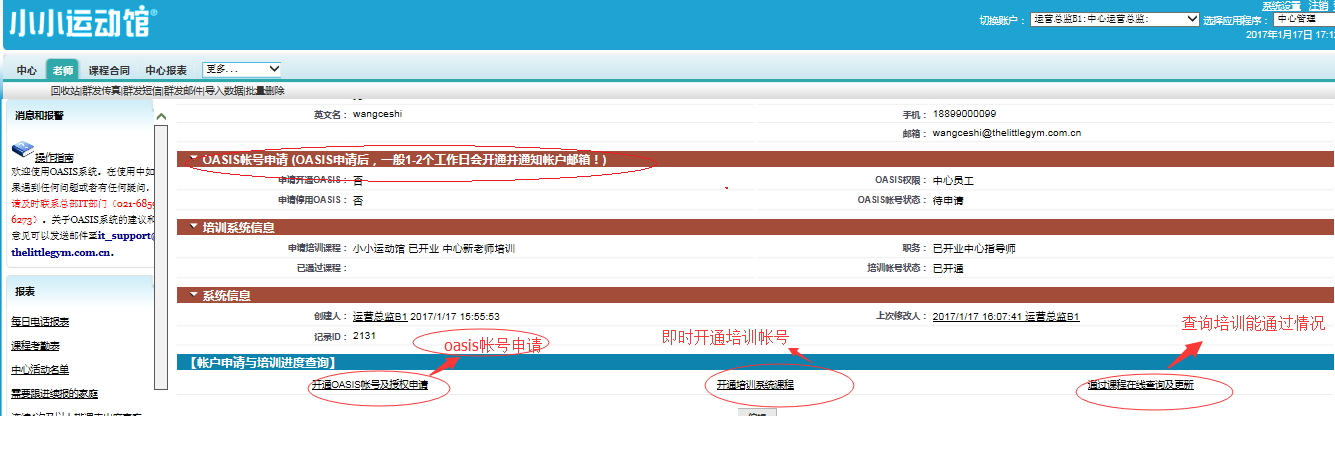 小小运动馆®
系统设置 注销
切换账户： 运营总监B1:中心运营总监: 选择应用程序： 中心管理
2017年1月17日 17:1
中心 老师 课程合同 中心报表 更多...
回收站|群发传真|群发短信|群发邮件|导入数据|批量删除
消息和报警
操作指南
欢迎使用OASIS系统。在使用中如
果遇到任何问题或者有任何疑问，
请及时联系总部IT部门（021-685
6273）。关于OASIS系统的建议和
意见可以发送邮件至it_support@
thelittlegym.com.cn.
报表
每日电话报表
课程考勤表
中心活动名单
需要跟进续报的家庭
英文名： wangceshi 手机： 18899000099
邮箱： wangceshi@thelittlegym.com.cn
OASIS帐号申请 (OASIS申请后，一般1-2个工作日会开通并通知帐户邮箱！)
申请开通OASIS： 否 OASIS权限： 中心员工
申请停用OASIS： 否 OASIS帐号状态： 待申请
培训系统信息
申请培训课程： 小小运动馆 已开业 中心新老师培训 职务： 已开业中心指导师
已通过课程： 培训帐号状态： 已开通
系统信息
创建人： 运营总监B1 2017/1/17 15:55:53 上次修改人： 2017/1/17 16:07:41 运营总监B1
记录ID： 2131
oasis帐号申请 即时开通培训帐号 查询培训能通过情况
【帐户申请与培训进度查询】
开通OASIS帐号及授权申请 开通培训系统课程 通过课程在线查询及更新